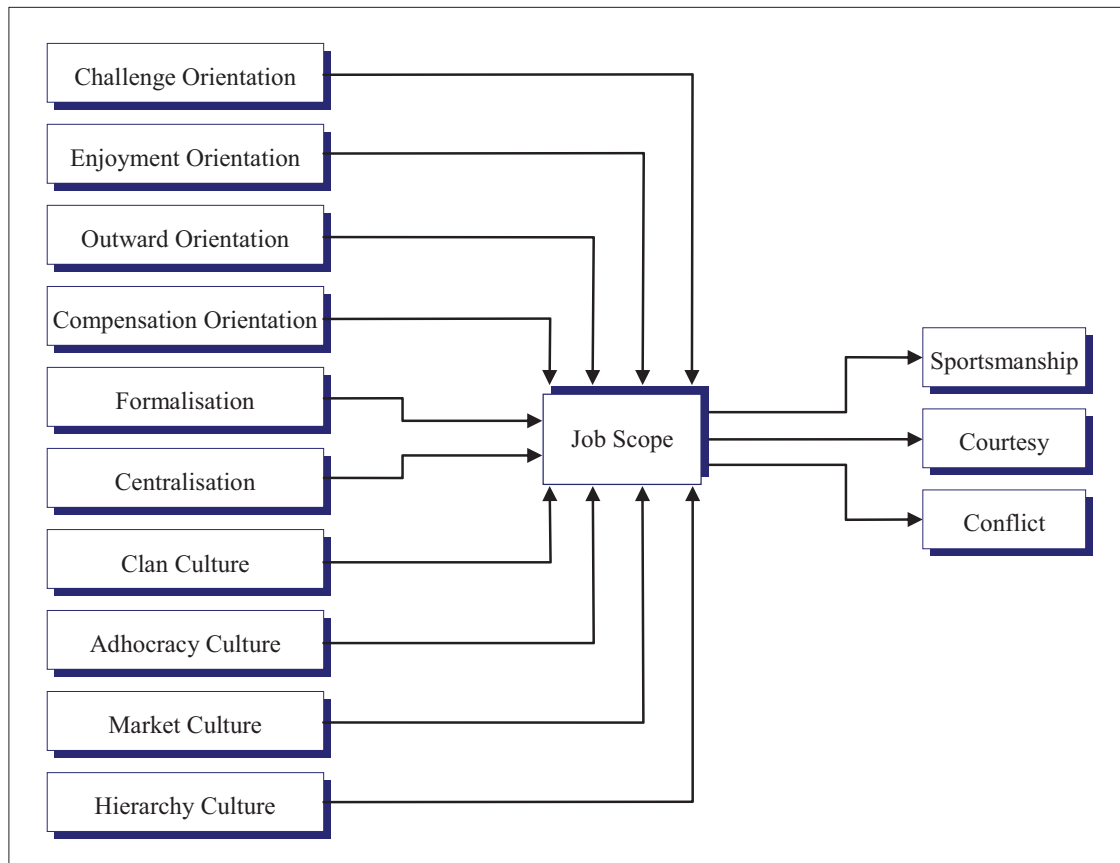 Challenge Orientation
Enjoyment Orientation
Outward Orientation
Compensation Orientation
Formalisation
Centralisation
Clan Culture
Adhocracy Culture
Market Culture
Hierarchy Culture
Job Scope
Sportsmanship
Courtesy
Conflict